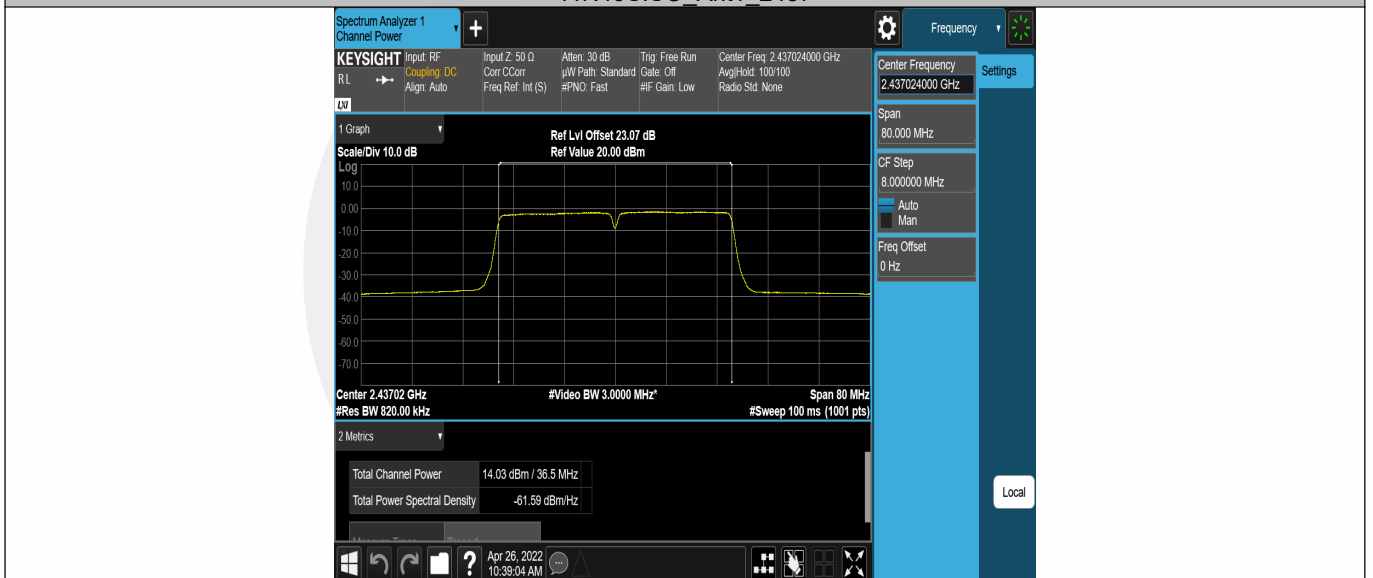 Spectrum Analyzer 1
Channel Power
+
Frequency
KEYSIGHT
RL
LXI
Input: RF
Coupling: DC
Align: Auto
Input Z: 50 Ω
Corr CCorr
Freq Ref: Int (S)
Atten: 30 dB
µW Path: Standard
#PNO: Fast
Trig: Free Run
Gate: Off
#IF Gain: Low
Center Freq: 2.437024000 GHz
Avg|Hold: 100/100
Radio Std: None
Center Frequency
2.437024000 GHz
Settings
Span
80.000 MHz
CF Step
8.000000 MHz
Auto
Man
Freq Offset
0 Hz
1 Graph
Ref Lvl Offset 23.07 dB
Scale/Div 10.0 dB
Ref Value 20.00 dBm
Log
10.0
0.00
-10.0
-20.0
-30.0
-40.0
-50.0
-60.0
-70.0
Center 2.43702 GHz
#Video BW 3.0000 MHz*
Span 80 MHz
#Res BW 820.00 kHz
#Sweep 100 ms (1001 pts)
2 Metrics
Total Channel Power 14.03 dBm / 36.5 MHz
Total Power Spectral Density -61.59 dBm/Hz
Local
?
Apr 26, 2022
10:39:04 AM